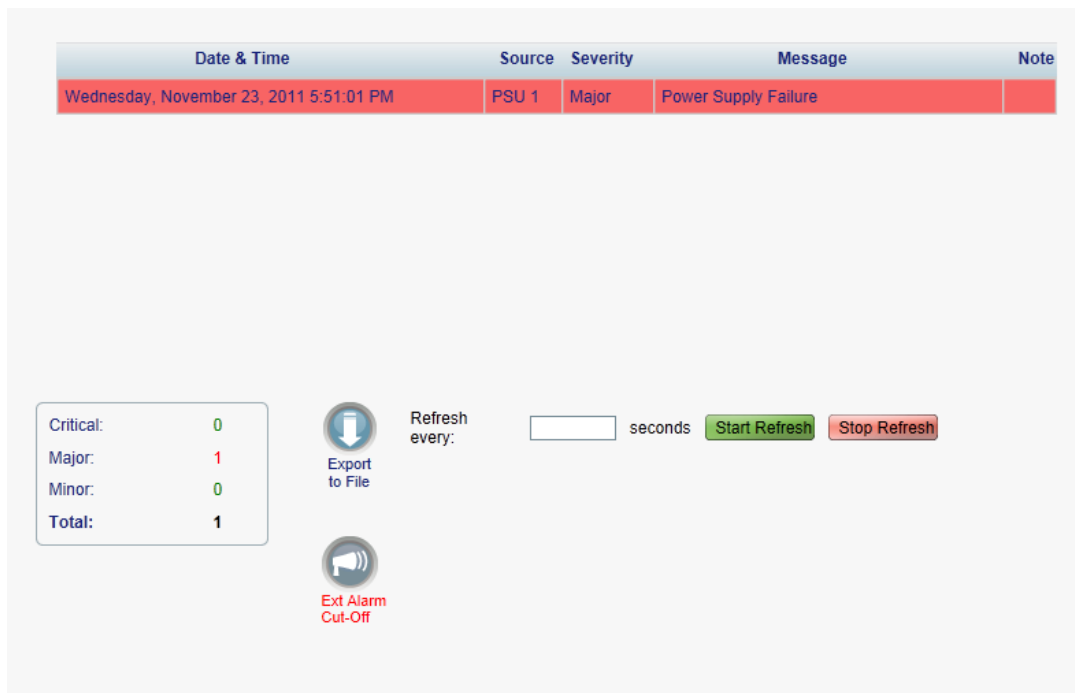 Date & Time Source Severity Message Note
Wednesday, November 23, 2011 5:51:01 PM PSU 1 Major Power Supply Failure
Critical: 0
Major: 1
Minor: 0
Total: 1
Export
to File
Refresh
every:
seconds Start Refresh Stop Refresh
Ext Alarm
Cut-Off